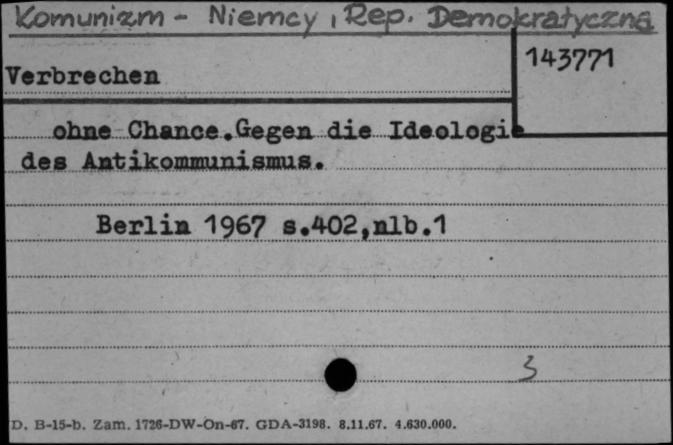 Komunizm - Niemcy, Rep. Demokratyczna
143771
Verbrechen
ohne Chance.Gegen die Ideologie
des Antikommunismus.
Berlin 1967 s.402,nlb.1
3
D. B-15-b. Zam. 1726-DW-On-67. GDA-3198. 8.11.67. 4.630.000.